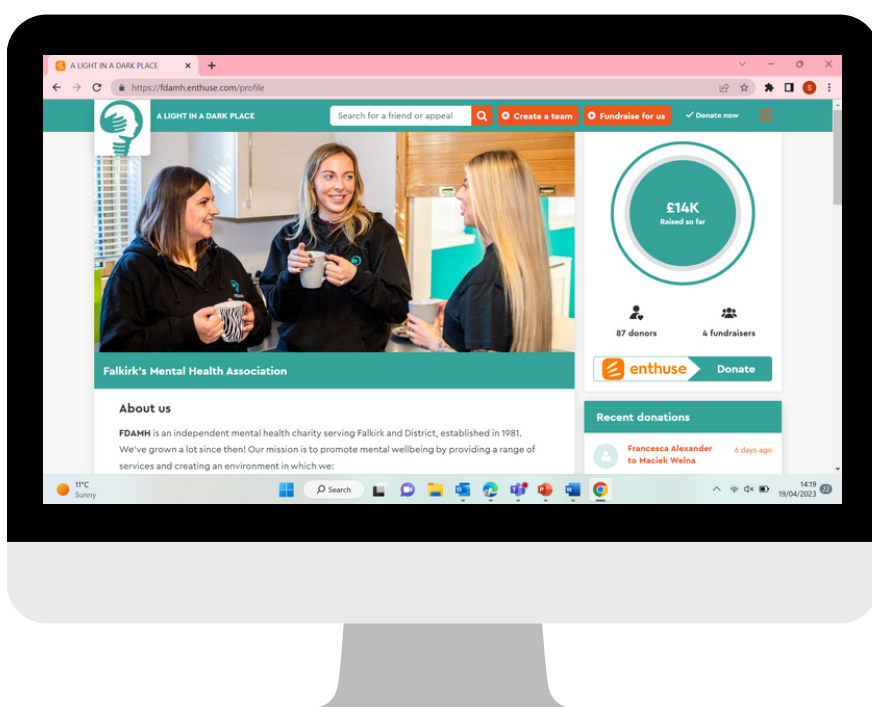 A LIGHT IN A DARK PLACE
https://fdamh.enthuse.com/profile
S
A LIGHT IN A DARK PLACE
Search for a friend or appeal
Create a team
Fundraise for us
Donate now
£14K
Raised so far
87 donors
4 fundraisers
enthuse
Donate
Falkirk's Mental Health Association
About us
FDAMH is an independent mental health charity serving Falkirk and District, established in 1981.
We've grown a lot since then! Our mission is to promote mental wellbeing by providing a range of
services and creating an environment in which we:
Recent donations
Francesca Alexander
to Maciek Welna
6 days ago
11°C
Sunny
Search
14:19
19/04/2023